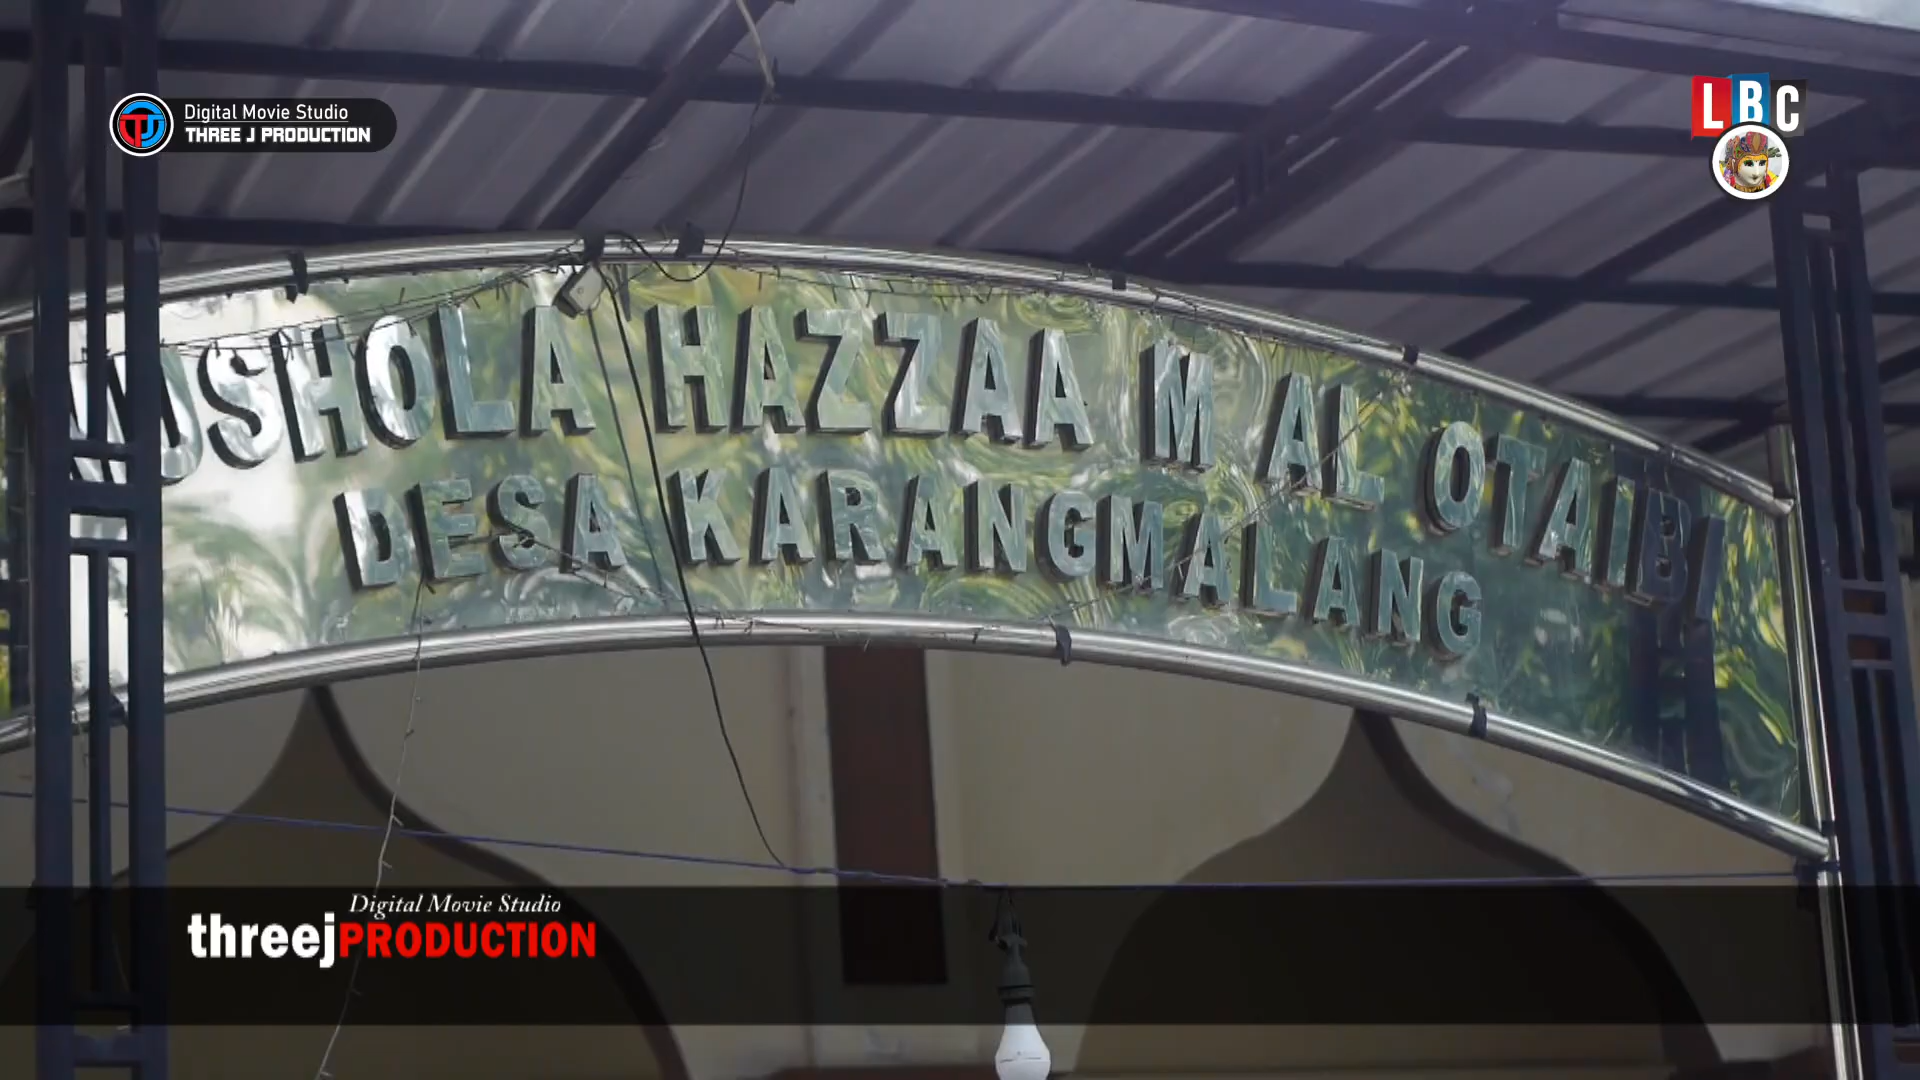 Digital Movie Studio
THREE J PRODUCTION
LBC
MUSHOLA HAZZAA M AL OTAIBI
DESA KARANGMALANG
Digital Movie Studio
threejPRODUCTION